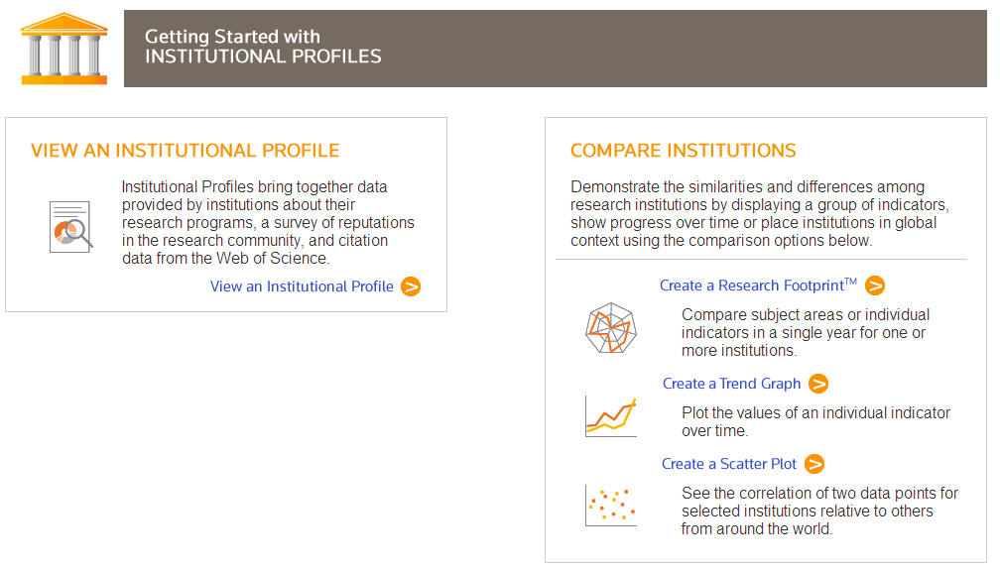 Getting Started with
INSTITUTIONAL PROFILES
VIEW AN INSTITUTIONAL PROFILE
Institutional Profiles bring together data
provided by institutions about their
research programs, a survey of reputations
in the research community, and citation
data from the Web of Science.
View an Institutional Profile >
COMPARE INSTITUTIONS
Demonstrate the similarities and differences among
research institutions by displaying a group of indicators,
show progress over time or place institutions in global
context using the comparison options below.
Create a Research Footprint™ >
Compare subject areas or individual
indicators in a single year for one or
more institutions.
Create a Trend Graph >
Plot the values of an individual indicator
over time.
Create a Scatter Plot >
See the correlation of two data points for
selected institutions relative to others
from around the world.